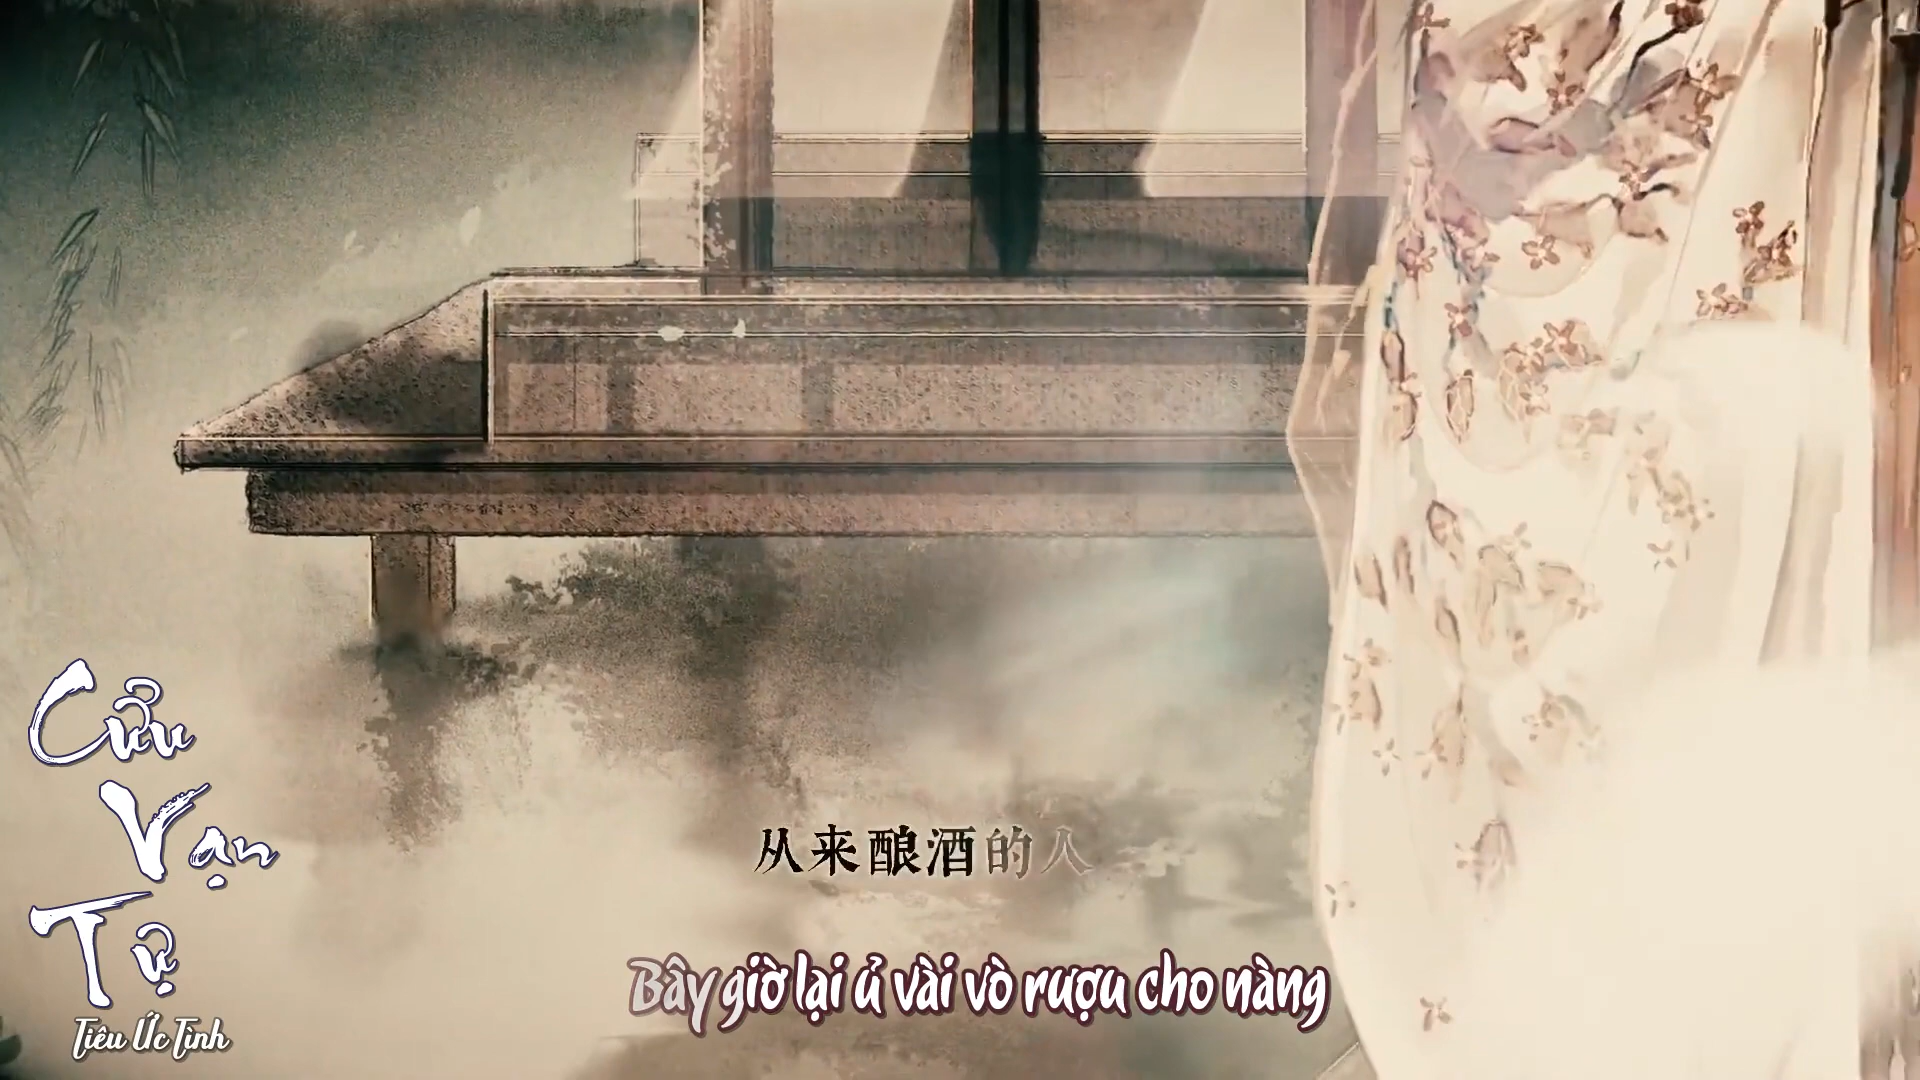 从来酿酒的人
Bây giờ lại ủ vài vò rượu cho nàng
Cửu
Vạn
Tự
Tiêu Ức Tình